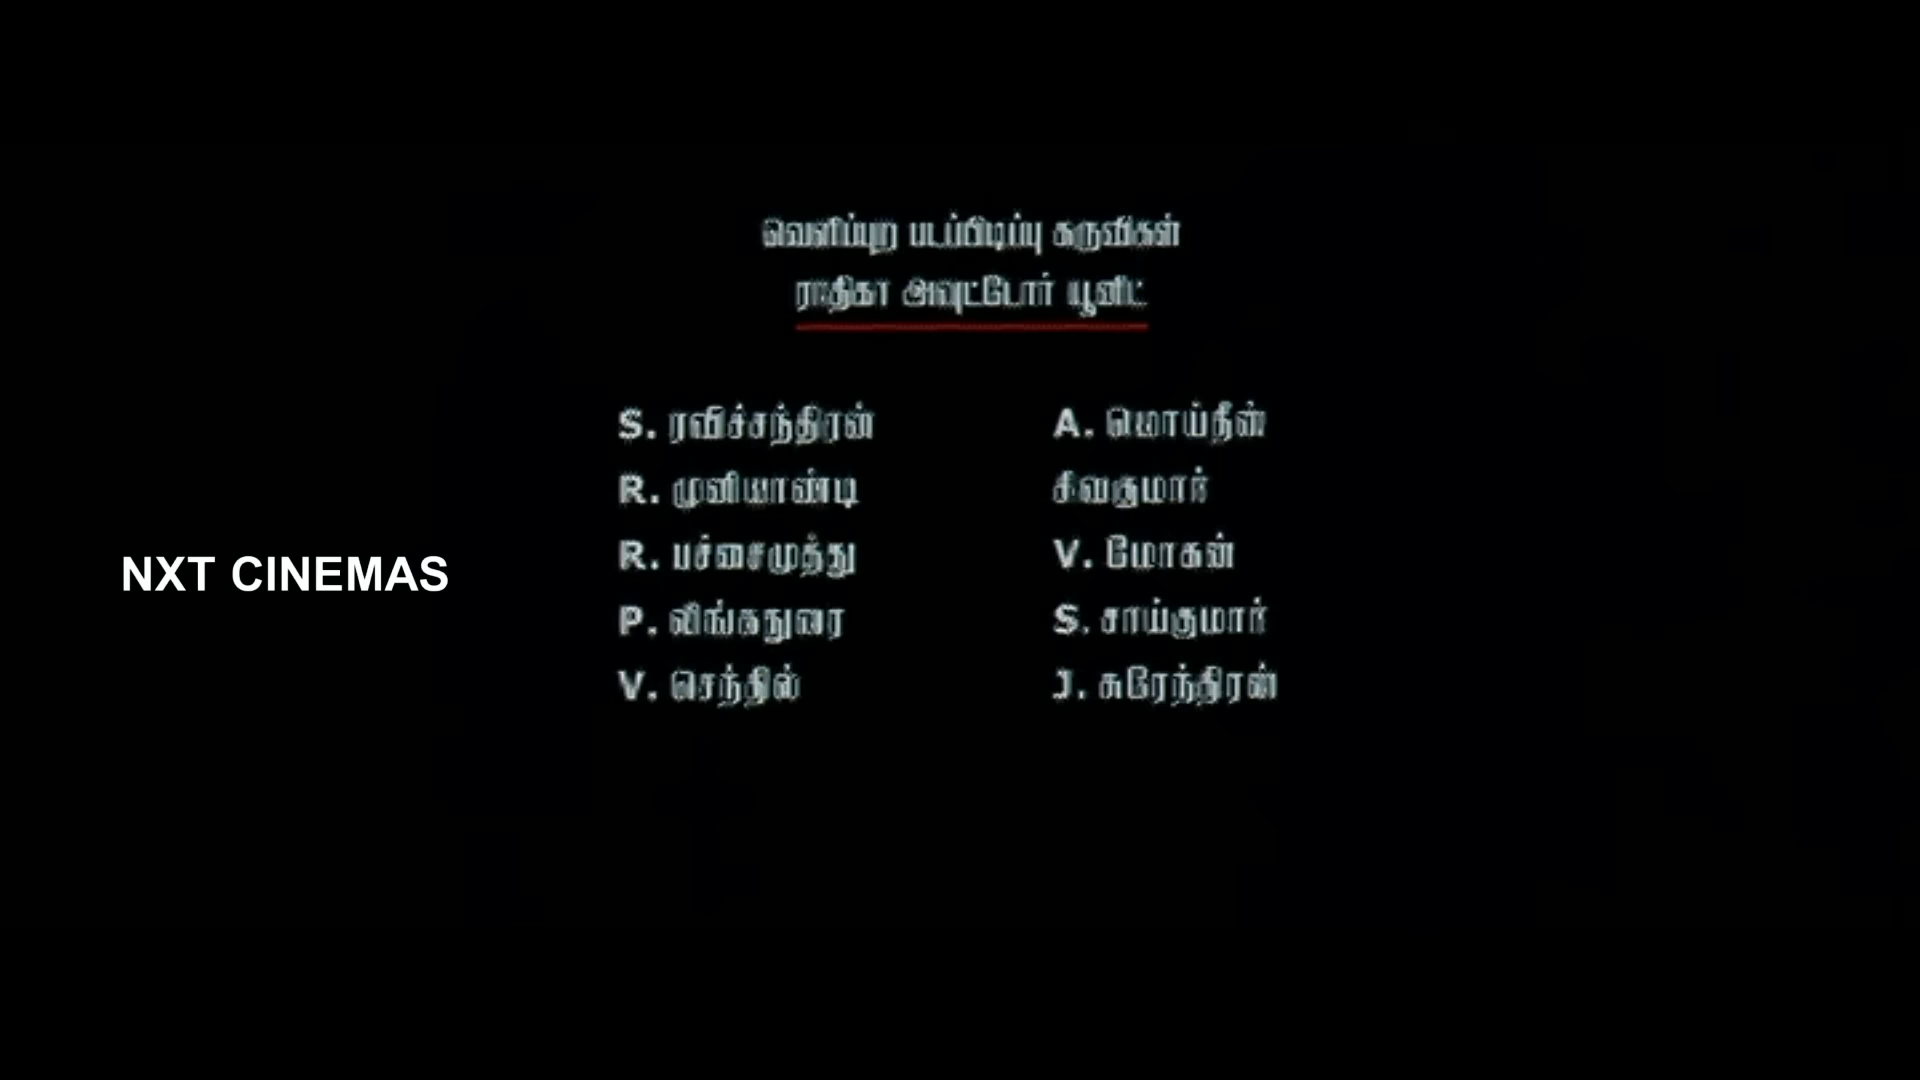 வெளிப்புற படப்பிடிப்பு கருவிகள்
ராதிகா அவுட்டோர் யூனிட்
S. ரவிச்சந்திரன்
R. முனியாண்டி
R. பச்சைமுத்து
P. லிங்கதுரை
V. செந்தில்
A. மொய்தீன்
சிவகுமார்
V. மோகன்
S. சாய்குமார்
J. சுரேந்திரன்
NXT CINEMAS